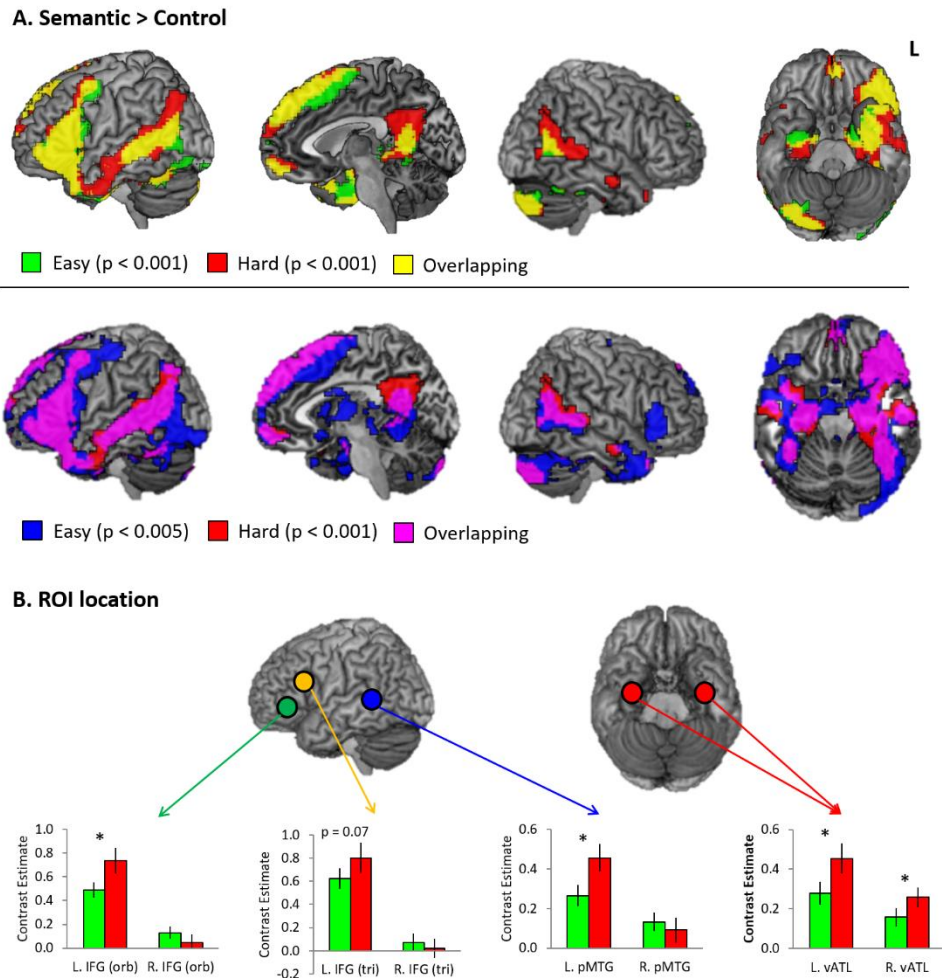 A. Semantic > Control
L
Easy (p < 0.001) Hard (p < 0.001) Overlapping
Easy (p < 0.005) Hard (p < 0.001) Overlapping
B. ROI location
Contrast Estimate
1.0
0.8
0.6
0.4
0.2
0.0
*
L. IFG (orb) R. IFG (orb)
Contrast Estimate
1.0
0.8
0.6
0.4
0.2
0.0
-0.2
p = 0.07
L. IFG (tri) R. IFG (tri)
Contrast Estimate
0.6
0.4
0.2
0.0
*
L. pMTG R. pMTG
Contrast Estimate
0.6
0.4
0.2
0.0
*
*
L. vATL R. vATL